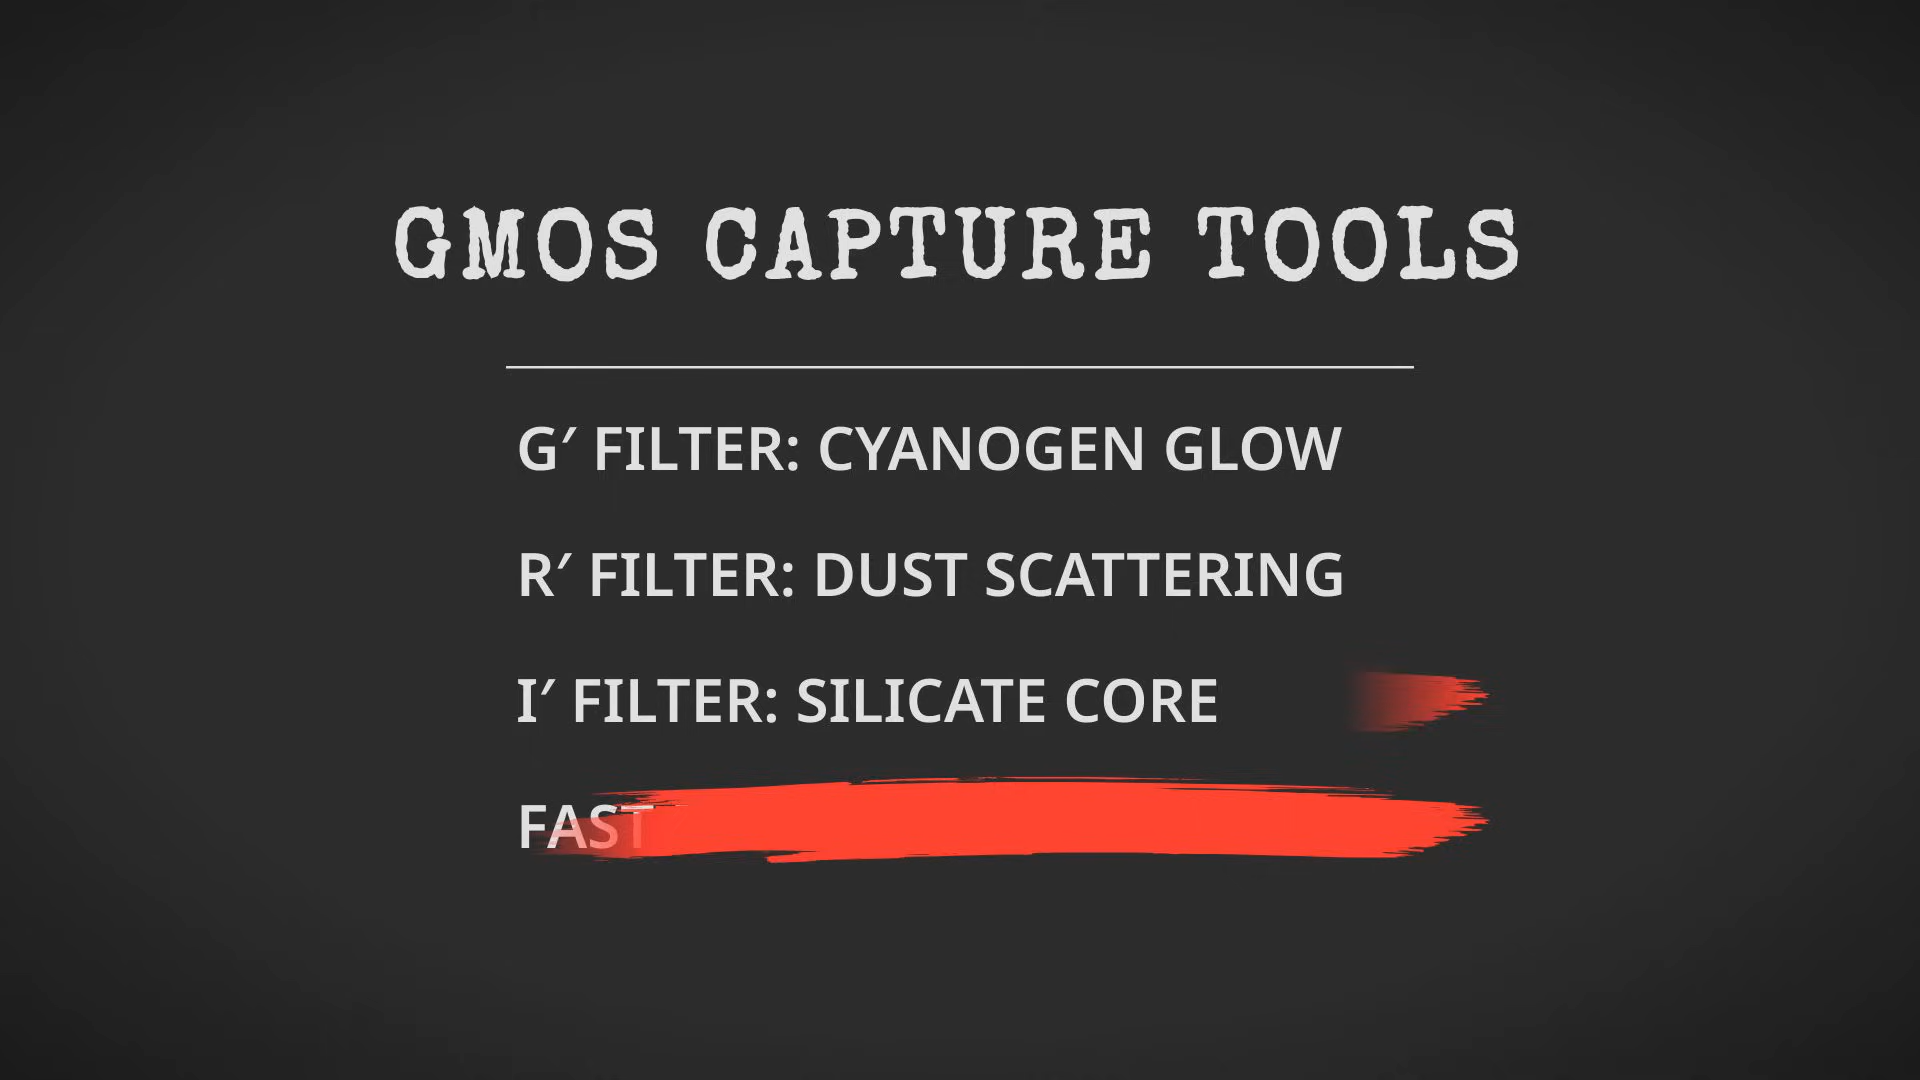 GMOS CAPTURE TOOLS
G′ FILTER: CYANOGEN GLOW
R′ FILTER: DUST SCATTERING
I′ FILTER: SILICATE CORE
FAST